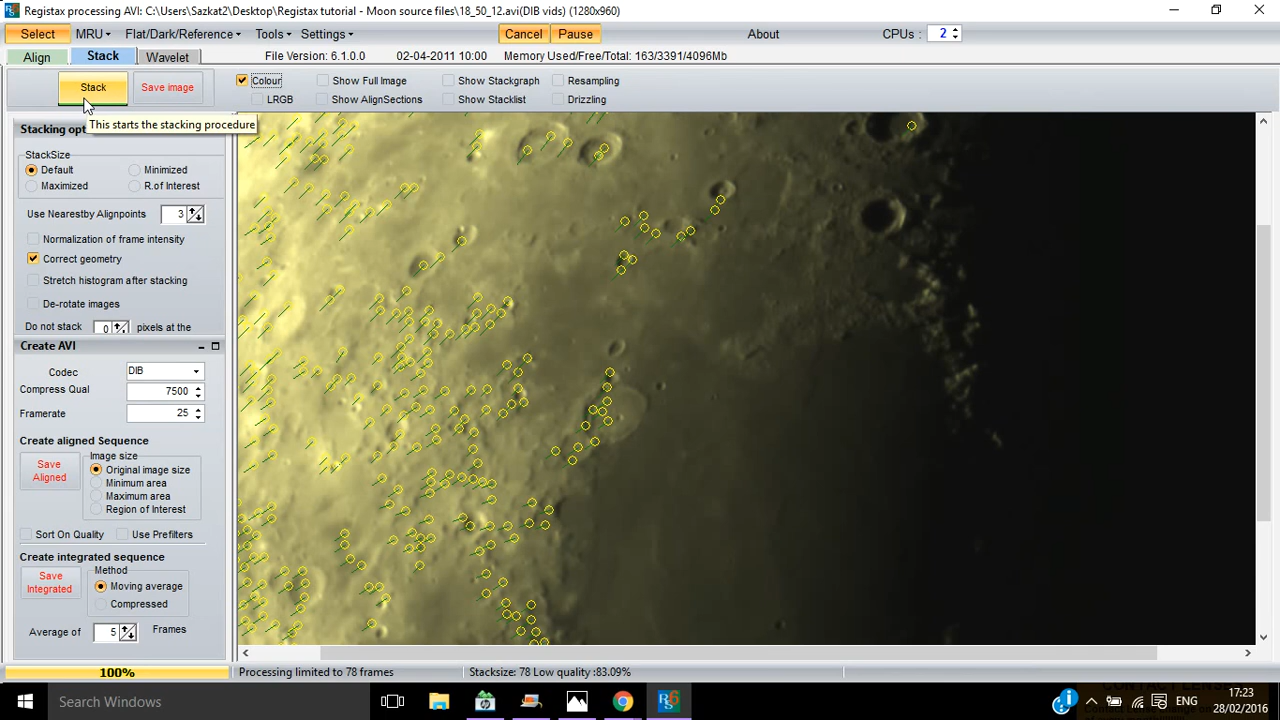 Registax processing AVI: C:\Users\Sazkat2\Desktop\Registax tutorial - Moon source files\18_50_12.avi(DIB vids) (1280x960)
Select MRU Flat/Dark/Reference Tools Settings Cancel Pause About CPUs: 2
Align Stack Wavelet File Version: 6.1.0.0 02-04-2011 10:00 Memory Used/Free/Total: 163/3391/4096Mb
Stack Save image Colour Show Full Image Show Stackgraph Resampling
LRGB Show AlignSections Show Stacklist Drizzling
This starts the stacking procedure
Stacking opt
StackSize
Default Minimized
Maximized R.of Interest
Use Nearestby Alignpoints 3
Normalization of frame intensity
Correct geometry
Stretch histogram after stacking
De-rotate images
Do not stack 0 pixels at the
Create AVI
Codec DIB
Compress Qual 7500
Framerate 25
Create aligned Sequence
Save Aligned
Image size
Original image size
Minimum area
Maximum area
Region of Interest
Sort On Quality Use Prefilters
Create integrated sequence
Save Integrated
Method
Moving average
Compressed
Average of 5 Frames
100% Processing limited to 78 frames Stacksize: 78 Low quality :83.09%
Search Windows R6 ENG 17:23
28/02/2016